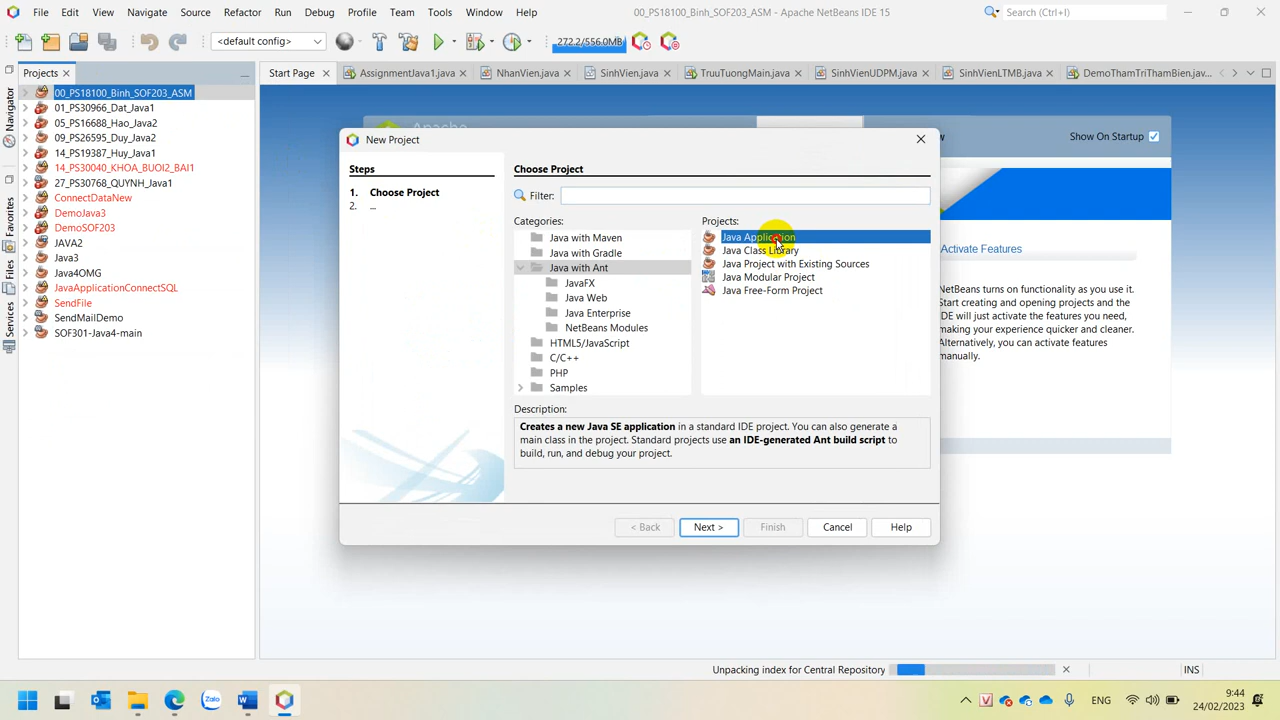 File Edit View Navigate Source Refactor Run Debug Profile Team Tools Window Help
00_PS18100_Binh_SOF203_ASM - Apache NetBeans IDE 15
Search (Ctrl+I)
<default config>
272.2/556.0MB
Projects
Start Page
AssignmentJava1.java
NhanVien.java
SinhVien.java
TruuTuongMain.java
SinhVienUDPM.java
SinhVienLTMB.java
DemoThamTriThamBien.jav...
Navigator
Favorites
Files
Services
00_PS18100_Binh_SOF203_ASM
01_PS30966_Dat_Java1
05_PS16688_Hao_Java2
09_PS26595_Duy_Java2
14_PS19387_Huy_Java1
14_PS30040_KHOA_BUOI2_BAI1
27_PS30768_QUYNH_Java1
ConnectDataNew
DemoJava3
DemoSOF203
JAVA2
Java3
Java4OMG
JavaApplicationConnectSQL
SendFile
SendMailDemo
SOF301-Java4-main
Show On Startup
New Project
Steps
1. Choose Project
2. ...
Choose Project
Filter:
Categories:
Java with Maven
Java with Gradle
Java with Ant
JavaFX
Java Web
Java Enterprise
NetBeans Modules
HTML5/JavaScript
C/C++
PHP
Samples
Projects:
Java Application
Java Class Library
Java Project with Existing Sources
Java Modular Project
Java Free-Form Project
Description:
Creates a new Java SE application in a standard IDE project. You can also generate a
main class in the project. Standard projects use an IDE-generated Ant build script to
build, run, and debug your project.
< Back
Next >
Finish
Cancel
Help
Activate Features
NetBeans turns on functionality as you use it.
Start creating and opening projects and the
IDE will just activate the features you need,
making your experience quicker and cleaner.
Alternatively, you can activate features
manually.
Unpacking index for Central Repository
INS
Zalo
ENG
9:44
24/02/2023